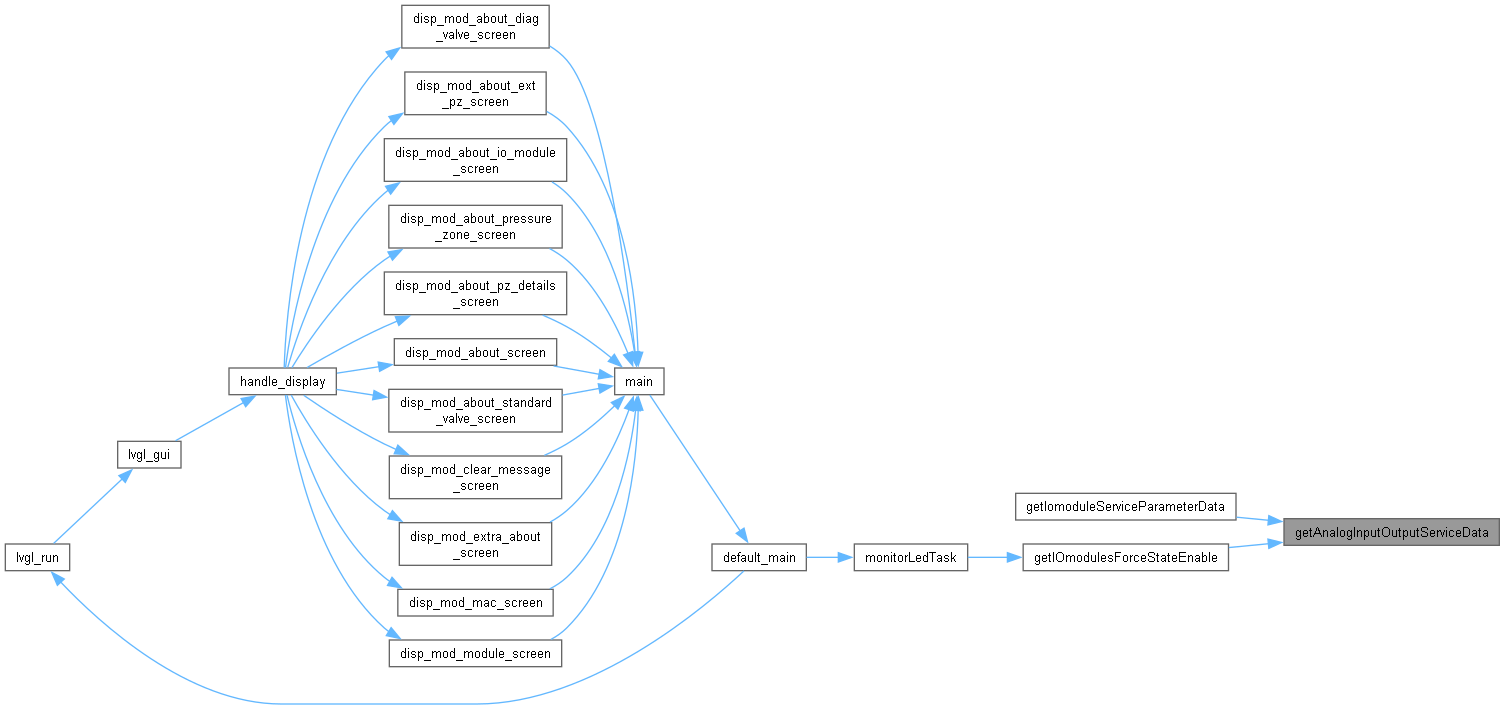 disp_mod_about_diag
_valve_screen
disp_mod_about_ext
_pz_screen
disp_mod_about_io_module
_screen
disp_mod_about_pressure
_zone_screen
disp_mod_about_pz_details
_screen
disp_mod_about_screen
handle_display
main
disp_mod_about_standard
_valve_screen
lvgl_gui
disp_mod_clear_message
_screen
getIomoduleServiceParameterData
getAnalogInputOutputServiceData
disp_mod_extra_about
_screen
lvgl_run
default_main
monitorLedTask
getIOmodulesForceStateEnable
disp_mod_mac_screen
disp_mod_module_screen